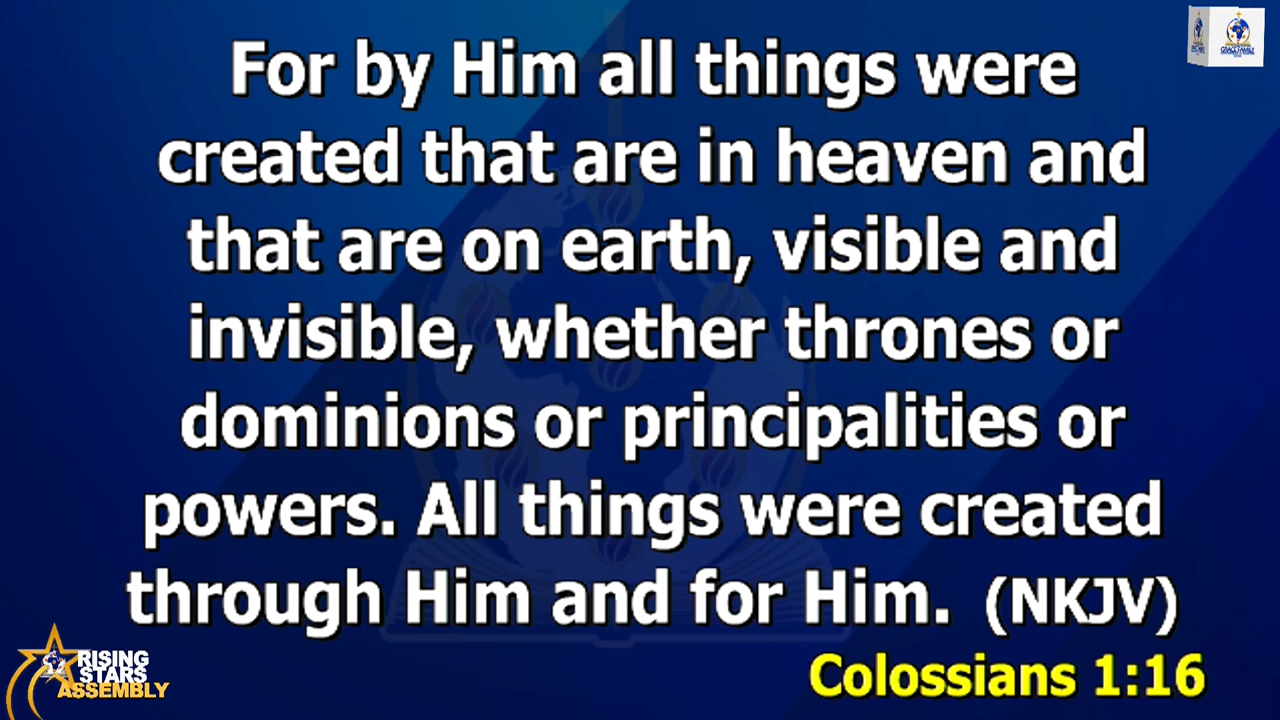 For by Him all things were
created that are in heaven and
that are on earth, visible and
invisible, whether thrones or
dominions or principalities or
powers. All things were created
through Him and for Him. (NKJV)
Colossians 1:16
RISING
STARS
ASSEMBLY
GRACE FAMILY